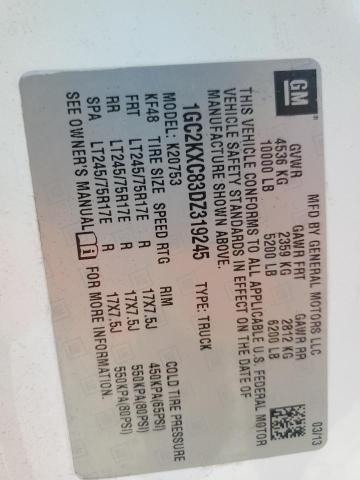 GM
MFD BY GENERAL MOTORS LLC
03/13
GVWR GAWR FRT GAWR RR
4536 KG 2359 KG 2812 KG
10000 LB 5200 LB 6200 LB
THIS VEHICLE CONFORMS TO ALL APPLICABLE U.S. FEDERAL MOTOR
VEHICLE SAFETY STANDARDS IN EFFECT ON THE DATE OF
MANUFACTURE SHOWN ABOVE.
1GC2KXC83DZ319245 TYPE: TRUCK
MODEL: K20753
KF48 TIRE SIZE SPEED RTG RIM COLD TIRE PRESSURE
FRT LT245/75R17E R 17X7.5J 450KPA(65PSI)
RR LT245/75R17E R 17X7.5J 550KPA(80PSI)
SPA LT245/75R17E R 17X7.5J 550KPA(80PSI)
SEE OWNER'S MANUAL FOR MORE INFORMATION.